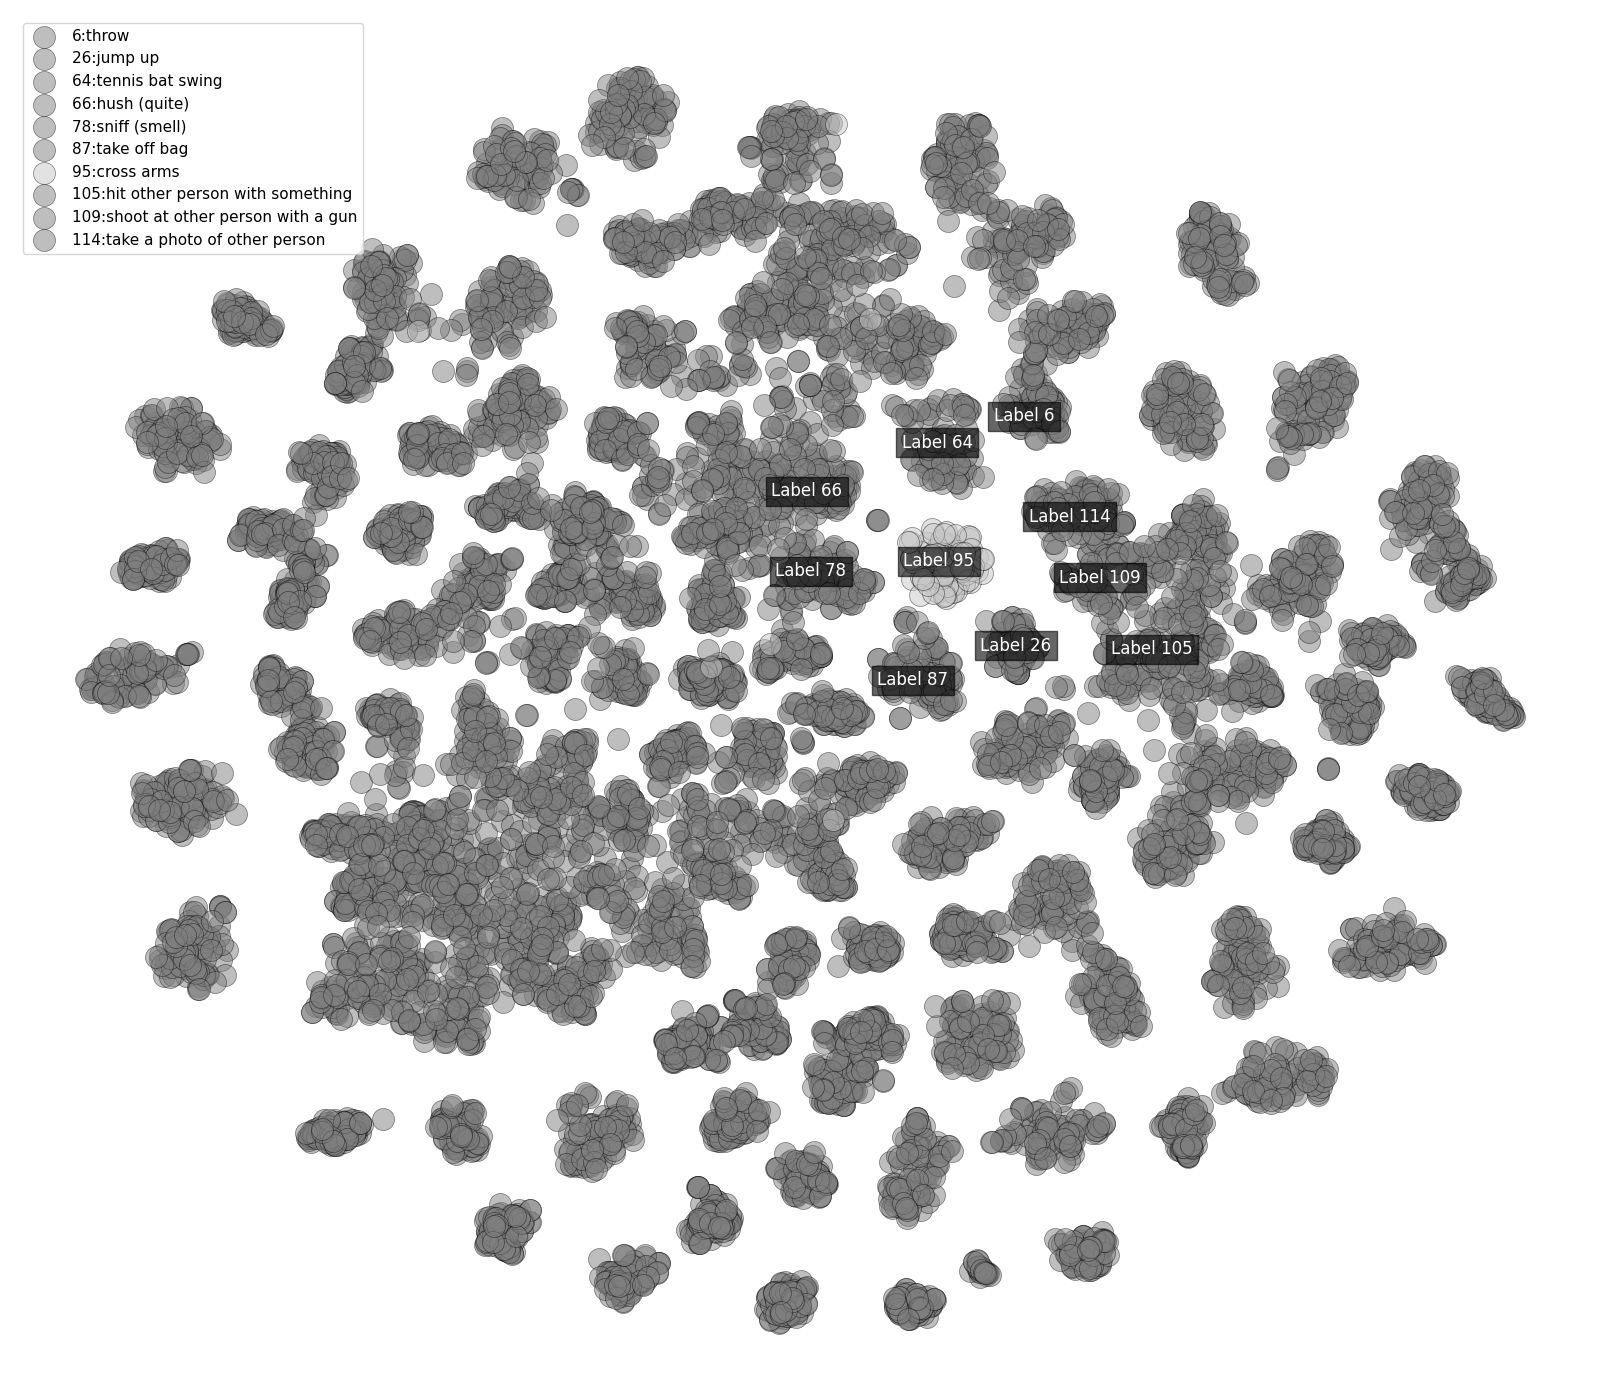 6:throw
26:jump up
64:tennis bat swing
66:hush (quite)
78:sniff (smell)
87:take off bag
95:cross arms
105:hit other person with something
109:shoot at other person with a gun
114:take a photo of other person
Label 6
Label 64
Label 66
Label 114
Label 95
Label 78
Label 109
Label 26
Label 105
Label 87